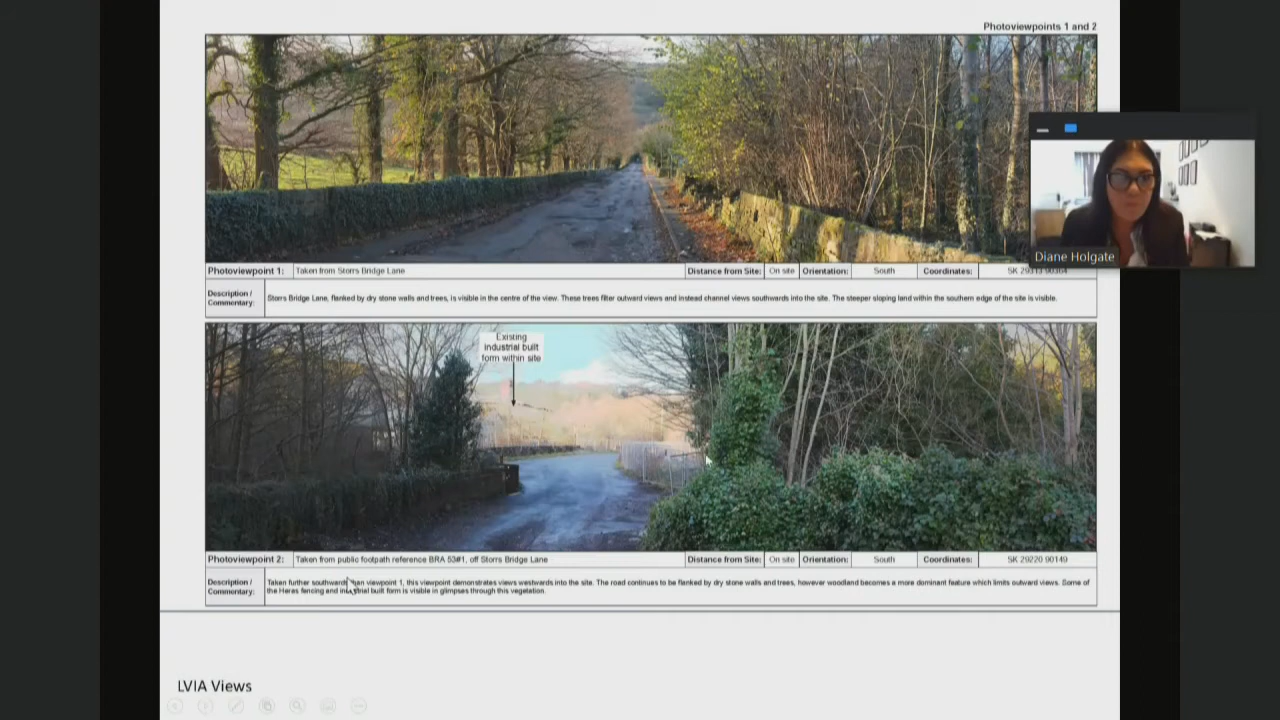 Photoviewpoints 1 and 2
Diane Holgate
Photoviewpoint 1: Taken from Storrs Bridge Lane Distance from Site: On site Orientation: South Coordinates:
Description / Commentary: Storrs Bridge Lane, flanked by dry stone walls and trees, is visible in the centre of the view. These trees filter outward views and instead channel views southwards into the site. The steeper sloping land within the southern edge of the site is visible.
Existing
industrial built
form within site
Photoviewpoint 2: Taken from public footpath reference BRA 53#1, off Storrs Bridge Lane Distance from Site: On site Orientation: South Coordinates: SK 29220 90149
Description / Commentary: Taken further southwards than viewpoint 1, this viewpoint demonstrates views westwards into the site. The road continues to be flanked by dry stone walls and trees, however woodland becomes a more dominant feature which limits outward views. Some of
the Heres fencing and industrial built form is visible in glimpses through this vegetation.
LVIA Views